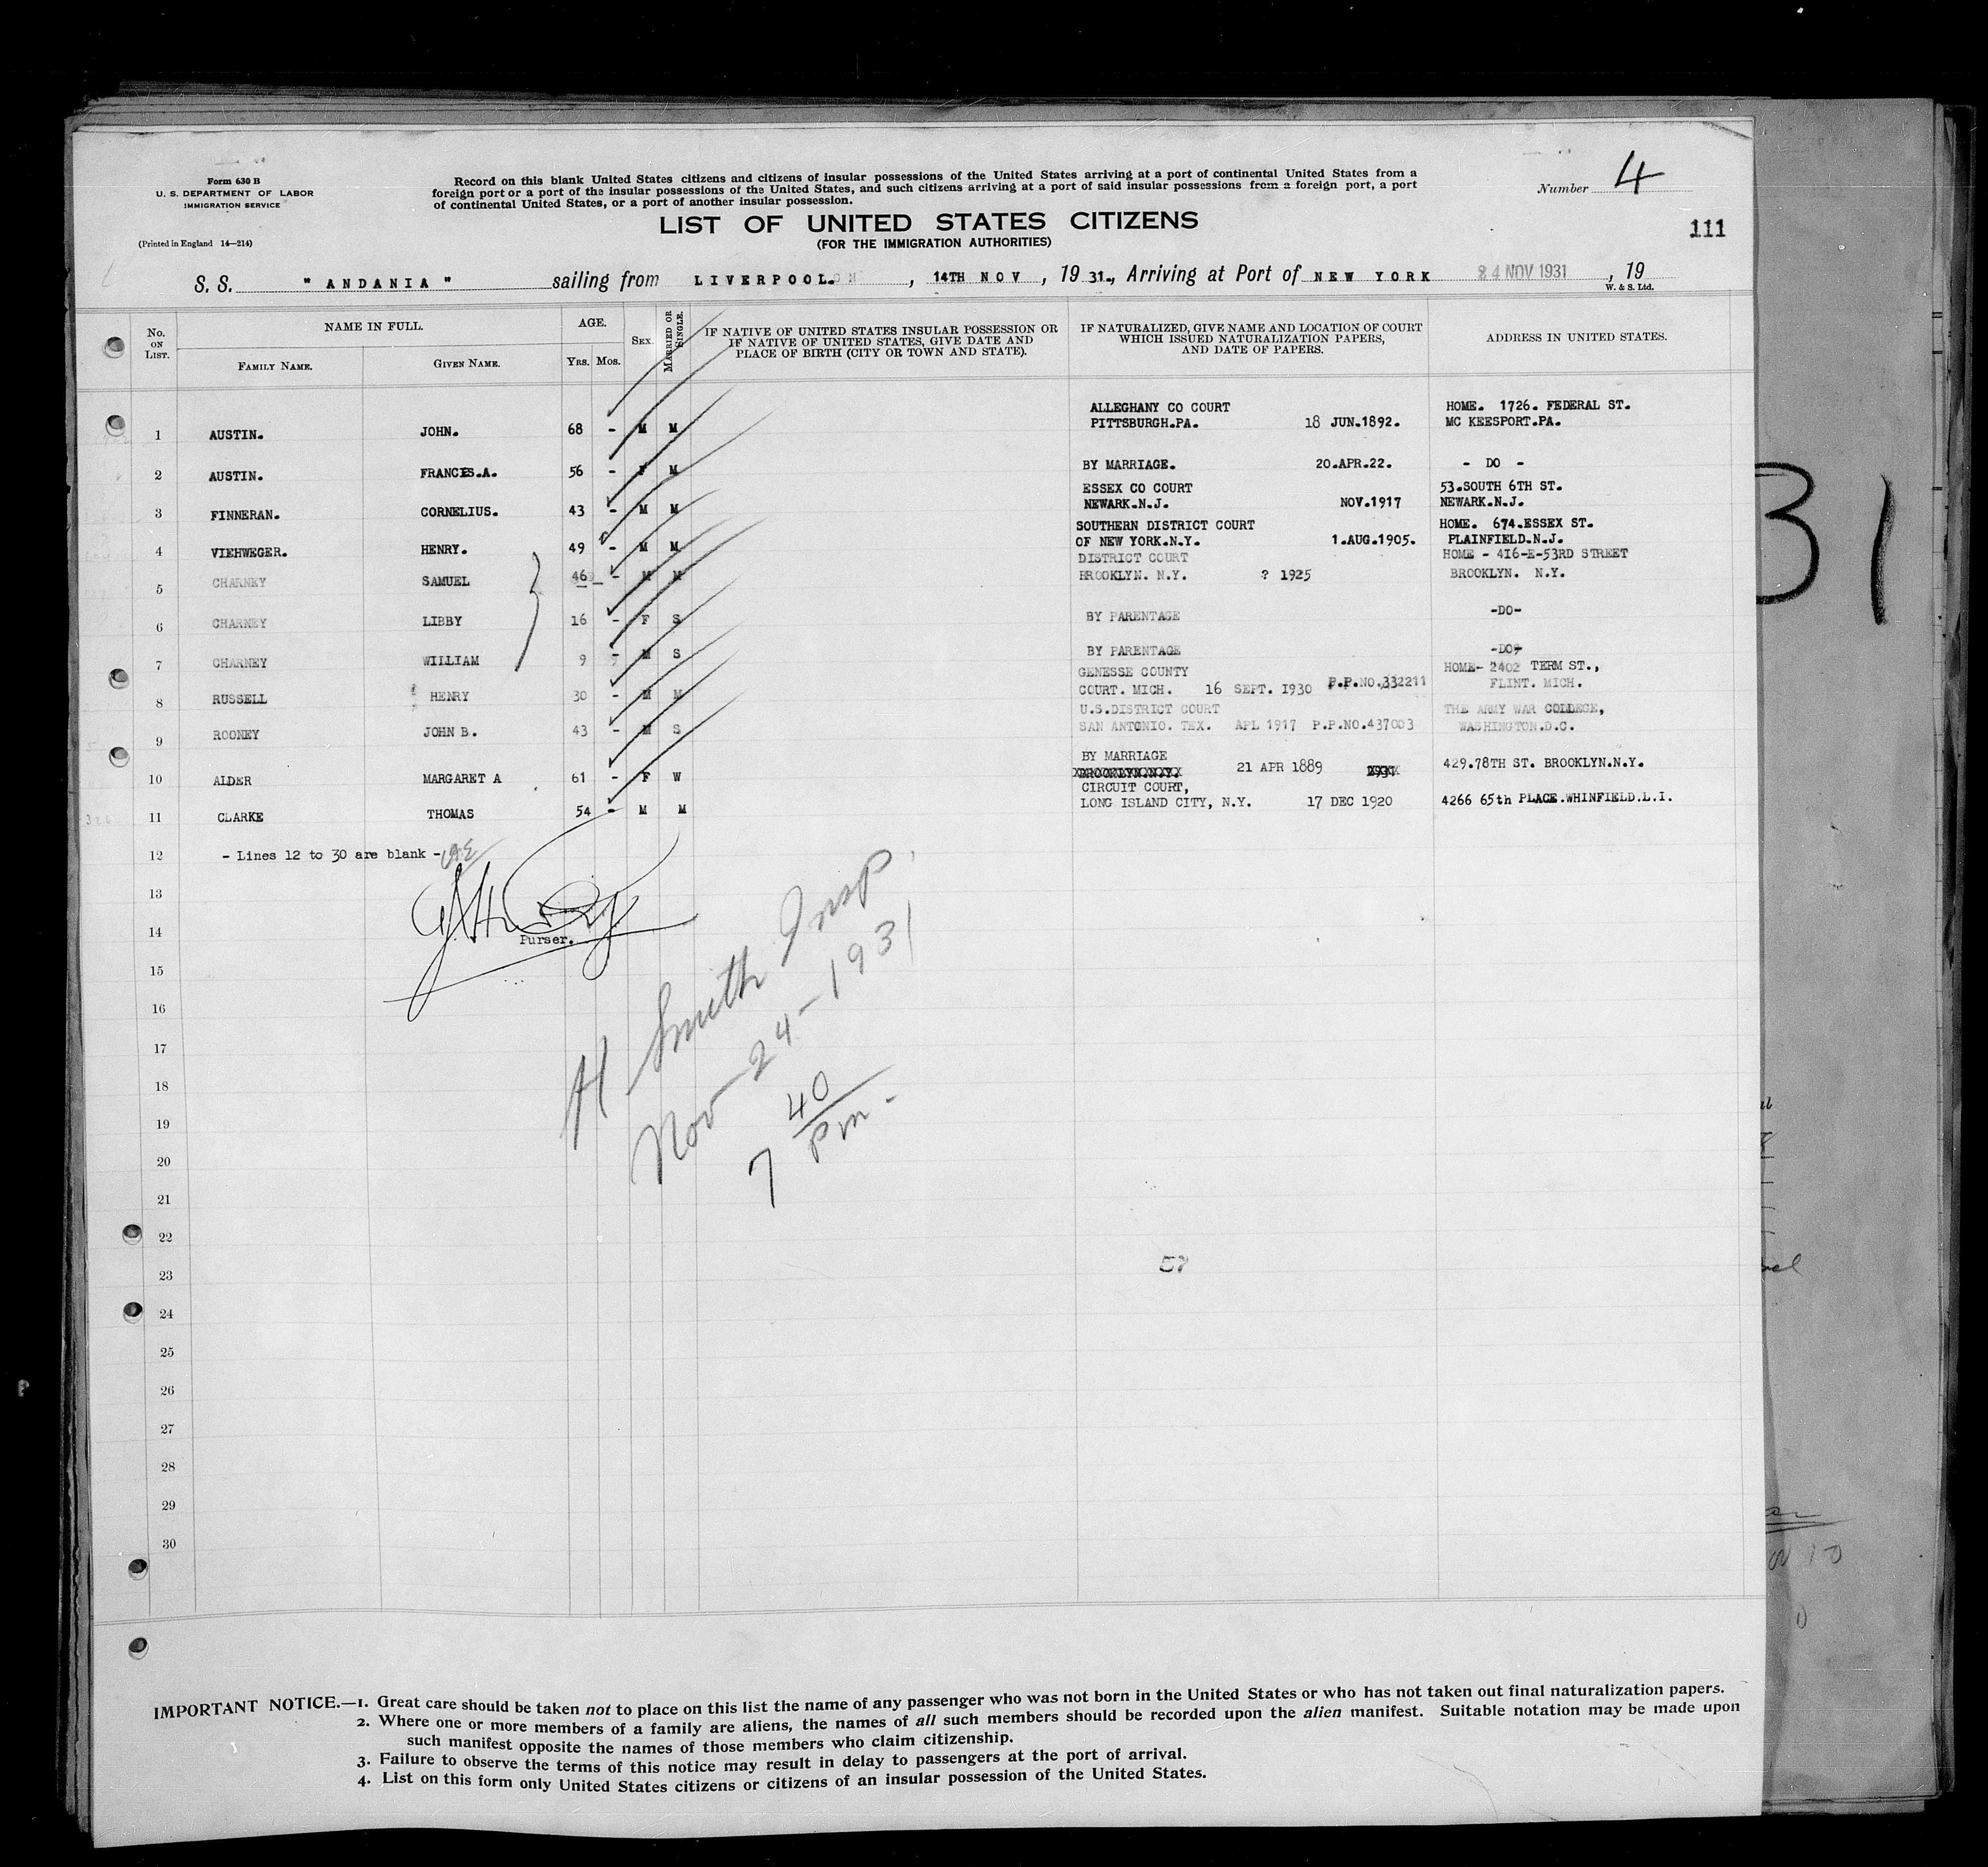 Form 630 B
U. S. DEPARTMENT OF LABOR
IMMIGRATION SERVICE
(Printed in England 14—214)
Record on this blank United States citizens and citizens of insular possessions of the United States arriving at a port of continental United States from a
foreign port or a port of the insular possessions of the United States, and such citizens arriving at a port of said insular possessions from a foreign port, a port
of continental United States, or a port of another insular possession.
Number 4
LIST OF UNITED STATES CITIZENS
(FOR THE IMMIGRATION AUTHORITIES)
111
S. S. " ANDANIA " sailing from LIVERPOOL. , 14TH NOV , 19 31., Arriving at Port of NEW YORK 24 NOV 1931 , 19
W. & S. Ltd.
No. ON LIST.
NAME IN FULL.
FAMILY NAME. GIVEN NAME.
AGE.
YRS. MOS.
SEX.
MARRIED OR SINGLE.
IF NATIVE OF UNITED STATES INSULAR POSSESSION OR
IF NATIVE OF UNITED STATES, GIVE DATE AND
PLACE OF BIRTH (CITY OR TOWN AND STATE).
IF NATURALIZED, GIVE NAME AND LOCATION OF COURT
WHICH ISSUED NATURALIZATION PAPERS,
AND DATE OF PAPERS.
ADDRESS IN UNITED STATES.
ALLEGHANY CO COURT HOME. 1726. FEDERAL ST.
1 AUSTIN. JOHN. 68 - M M PITTSBURGH.PA. 18 JUN.1892. MC KEESPORT.PA.
2 AUSTIN. FRANCES.A. 56 - F M BY MARRIAGE. 20.APR.22. - DO -
ESSEX CO COURT 53.SOUTH 6TH ST.
3 FINNERAN. CORNELIUS. 43 - M M NEWARK.N.J. NOV.1917 NEWARK.N.J.
SOUTHERN DISTRICT COURT HOME. 674.ESSEX ST.
4 VIEHWEGER. HENRY. 49 - M M OF NEW YORK.N.Y. 1.AUG.1905. PLAINFIELD.N.J.
DISTRICT COURT HOME - 4I6-E-53RD STREET
5 CHARNEY SAMUEL 46 - M M BROOKLYN. N.Y. ? 1925 BROOKLYN. N.Y.
6 CHARNEY LIBBY 16 - F S BY PARENTAGE -DO-
7 CHARNEY WILLIAM 9 - M S BY PARENTAGE -DO-
GENESSE COUNTY HOME- 2402 TERM ST.,
8 RUSSELL HENRY 30 - M M COURT. MICH. 16 SEPT. I930 P.P.NO.332211 FLINT. MICH.
U.S.DISTRICT COURT THE ARMY WAR COLLEGE,
9 ROONEY JOHN B. 43 - M S SAN ANTONIO. TEX. APL 1917 P.P.NO.437003 WASHINGTON.D.C.
BY MARRIAGE
10 ALDER MARGARET A 61 - F W BROOKLYN.N.Y. 21 APR 1889 429.78TH ST. BROOKLYN.N.Y.
CIRCUIT COURT,
11 CLARKE THOMAS 54 - M M LONG ISLAND CITY, N.Y. 17 DEC 1920 4266 65th PLACE.WHINFIELD.L.I.
12 - Lines 12 to 30 are blank -
13
14 Purser.
15
16
17
18
19
20
21
22
23
24
25
26
27
28
29
30
H Smith Insp
Nov 24-1931
7 40 pm.
31
IMPORTANT NOTICE.—1. Great care should be taken not to place on this list the name of any passenger who was not born in the United States or who has not taken out final naturalization papers.
2. Where one or more members of a family are aliens, the names of all such members should be recorded upon the alien manifest. Suitable notation may be made upon
such manifest opposite the names of those members who claim citizenship.
3. Failure to observe the terms of this notice may result in delay to passengers at the port of arrival.
4. List on this form only United States citizens or citizens of an insular possession of the United States.